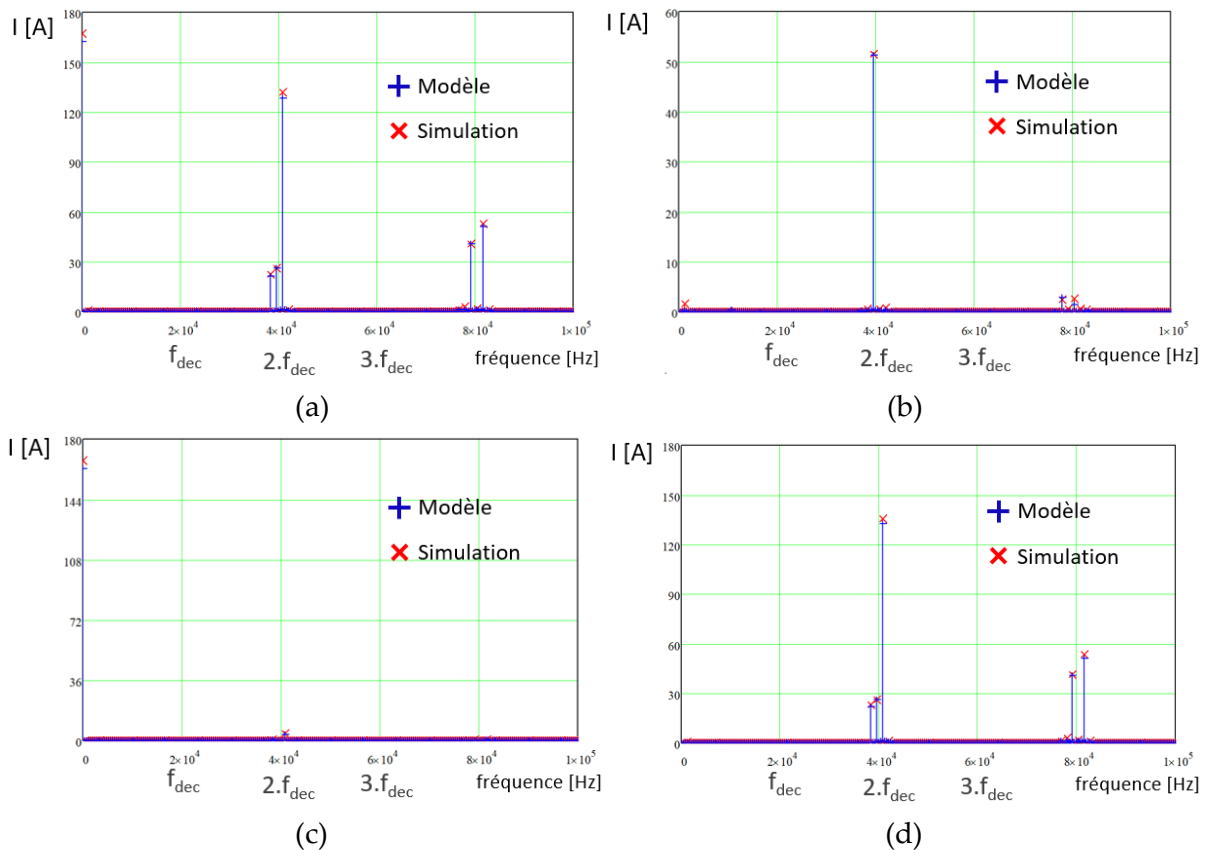 I [A]
180
150
120
90
60
30
0
Modèle
Simulation
0
2×10⁴
4×10⁴
6×10⁴
8×10⁴
1×10⁵
f_dec
2.f_dec
3.f_dec
fréquence [Hz]
(a)
I [A]
60
50
40
30
20
10
0
Modèle
Simulation
0
2×10⁴
4×10⁴
6×10⁴
8×10⁴
1×10⁵
f_dec
2.f_dec
3.f_dec
fréquence [Hz]
(b)
I [A]
180
144
108
72
36
0
Modèle
Simulation
0
2×10⁴
4×10⁴
6×10⁴
8×10⁴
1×10⁵
f_dec
2.f_dec
3.f_dec
fréquence [Hz]
(c)
I [A]
180
150
120
90
60
30
0
Modèle
Simulation
0
2×10⁴
4×10⁴
6×10⁴
8×10⁴
1×10⁵
f_dec
2.f_dec
3.f_dec
fréquence [Hz]
(d)